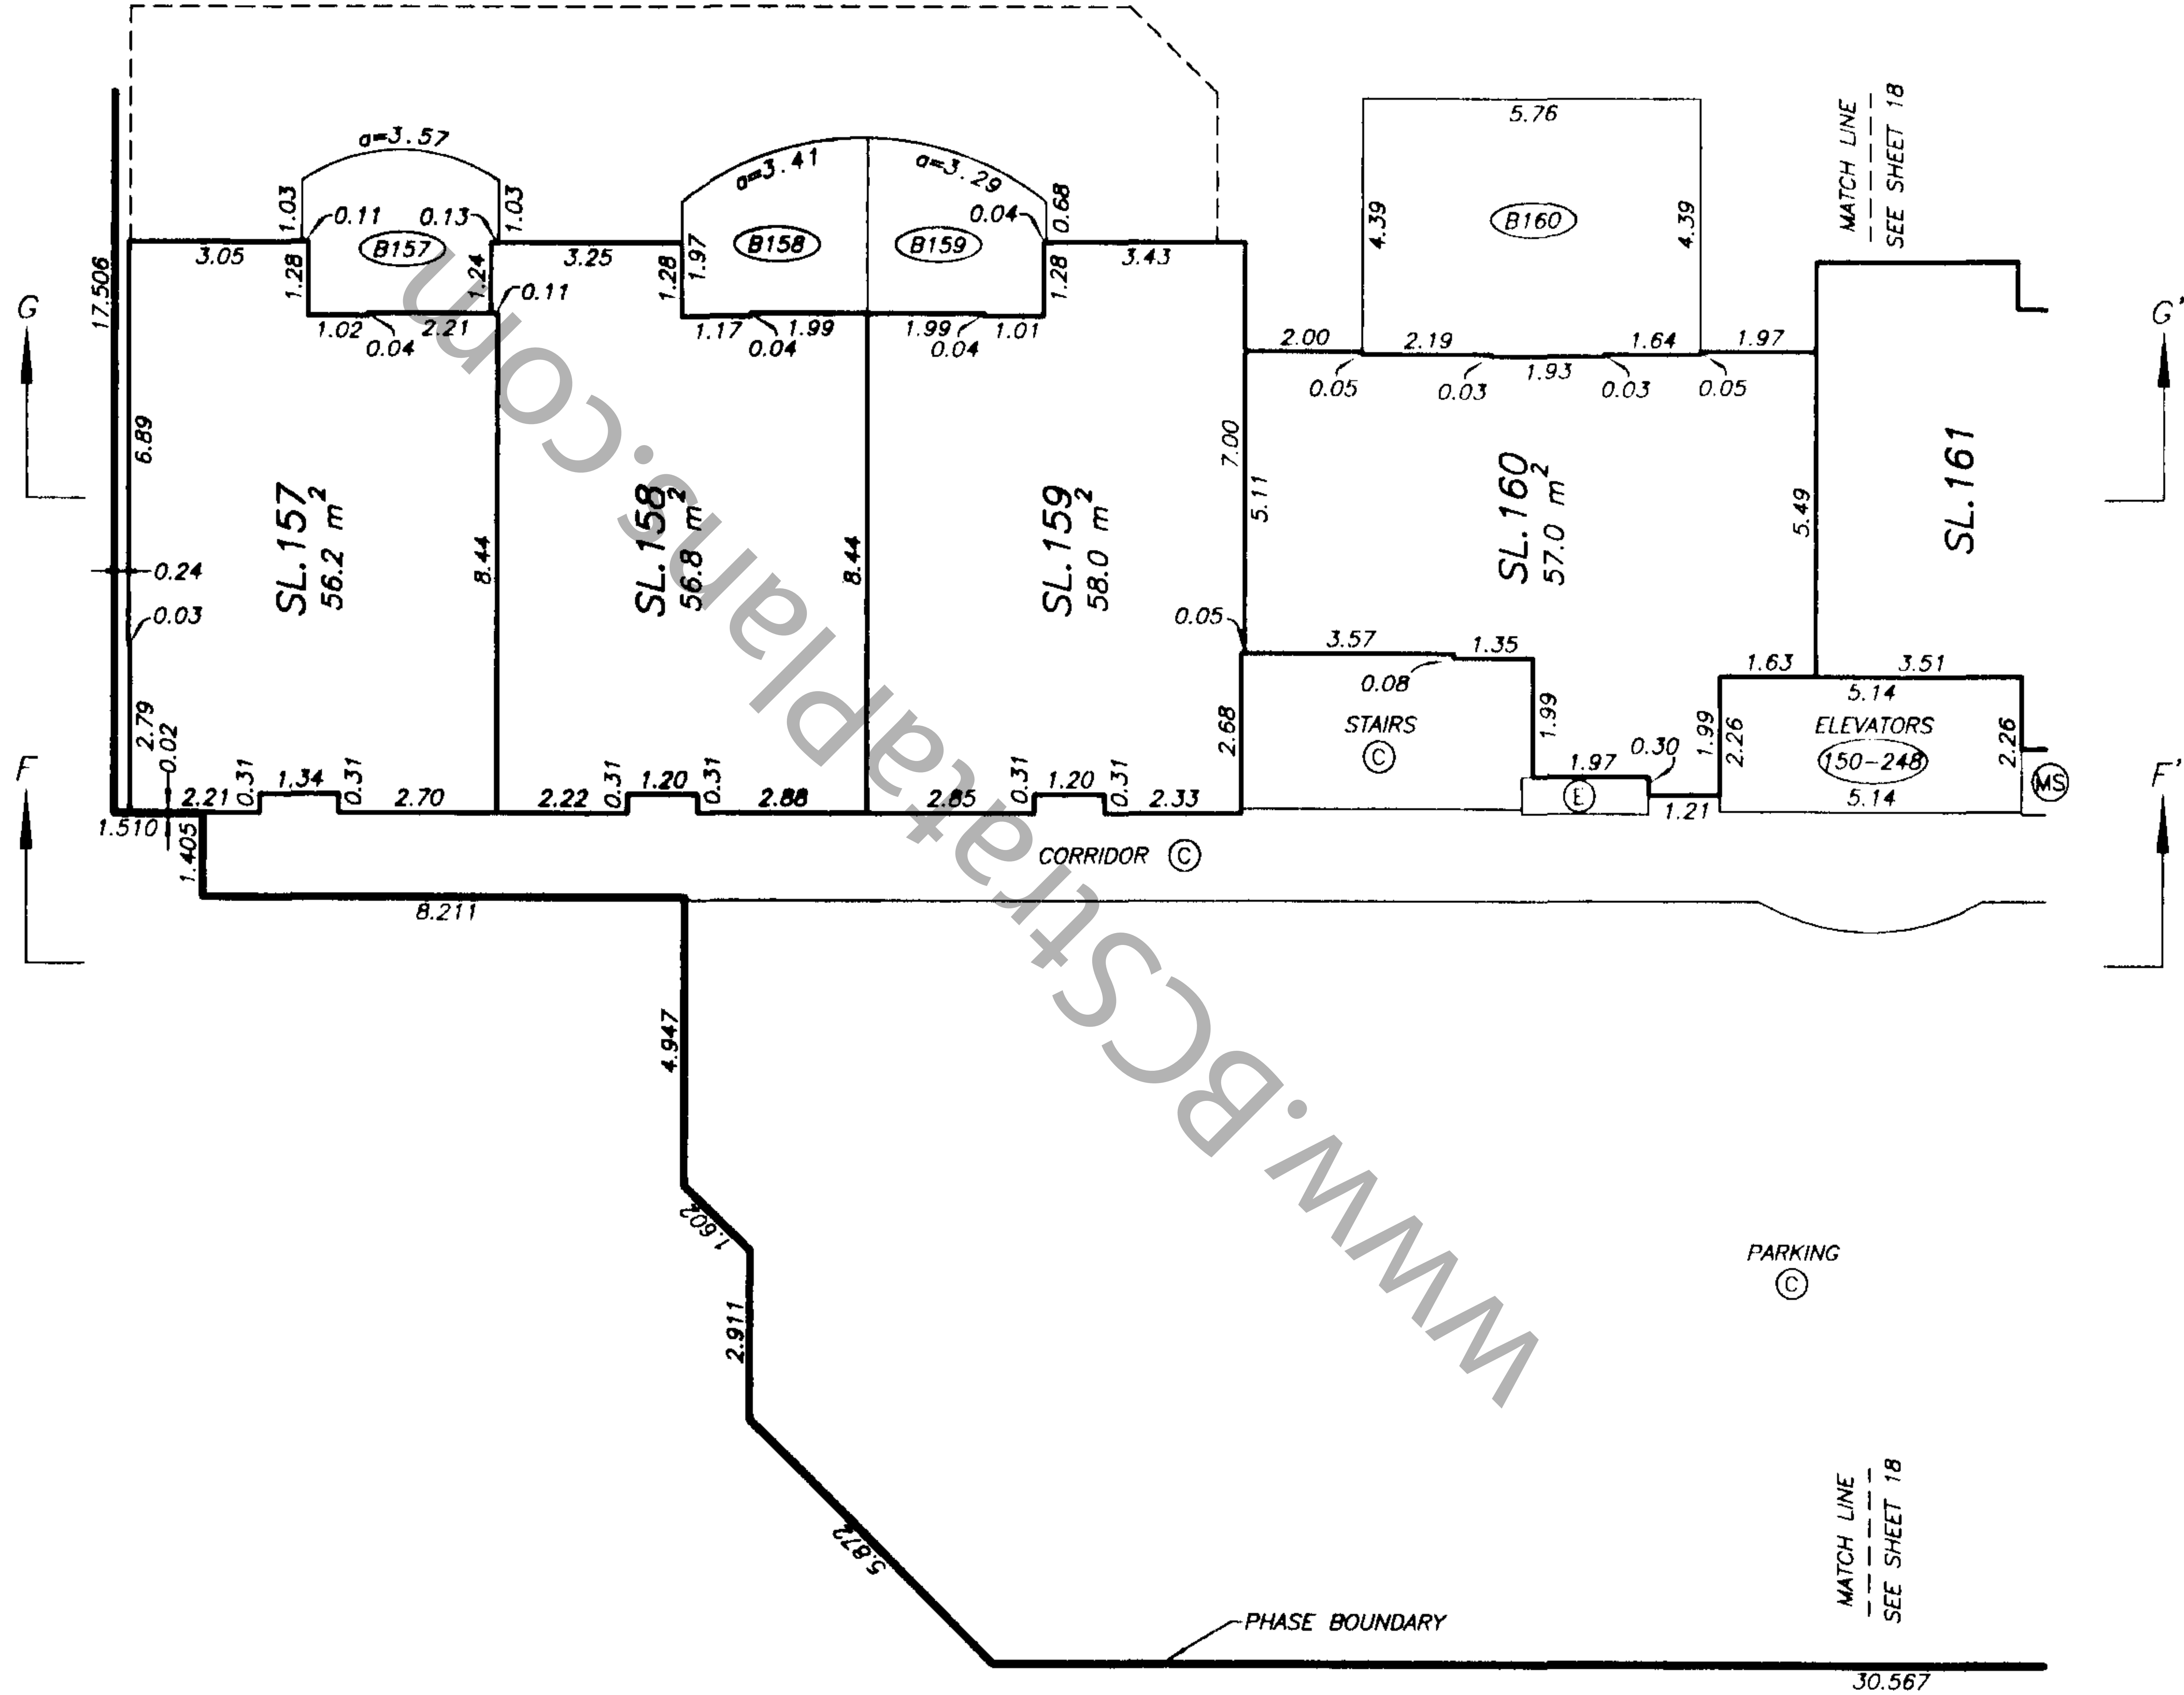 a=3.57
1.03
0.11
0.13
1.03
B157
3.05
1.28
1.24
0.11
1.02
0.04
2.21
3.25
a=3.41
a=3.29
0.68
0.04
1.28
1.97
B158
B159
1.28
3.43
1.17
0.04
1.99
1.99
0.04
1.01
5.76
4.39
B160
4.39
MATCH LINE
SEE SHEET 18
17.506
G
G'
2.00
2.19
1.64
1.97
0.05
0.03
1.93
0.03
0.05
6.89
7.00
5.11
5.49
SL.157
56.2 m2
8.44
SL.158
56.8 m2
8.44
SL.159
58.0 m2
SL.160
57.0 m2
SL.161
0.24
0.03
0.05
3.57
1.35
0.08
1.63
3.51
5.14
2.79
0.02
2.68
STAIRS
C
1.99
1.99
2.26
ELEVATORS
150-248
5.14
2.26
MS
1.97
0.30
E
1.21
F
F'
2.21
0.31
1.34
0.31
2.70
2.22
0.31
1.20
0.31
2.88
2.85
0.31
1.20
0.31
2.33
1.510
1.405
CORRIDOR C
8.211
4.947
1.602
2.911
5.872
PARKING
C
MATCH LINE
SEE SHEET 18
PHASE BOUNDARY
30.567
www.BCStrataPlans.com